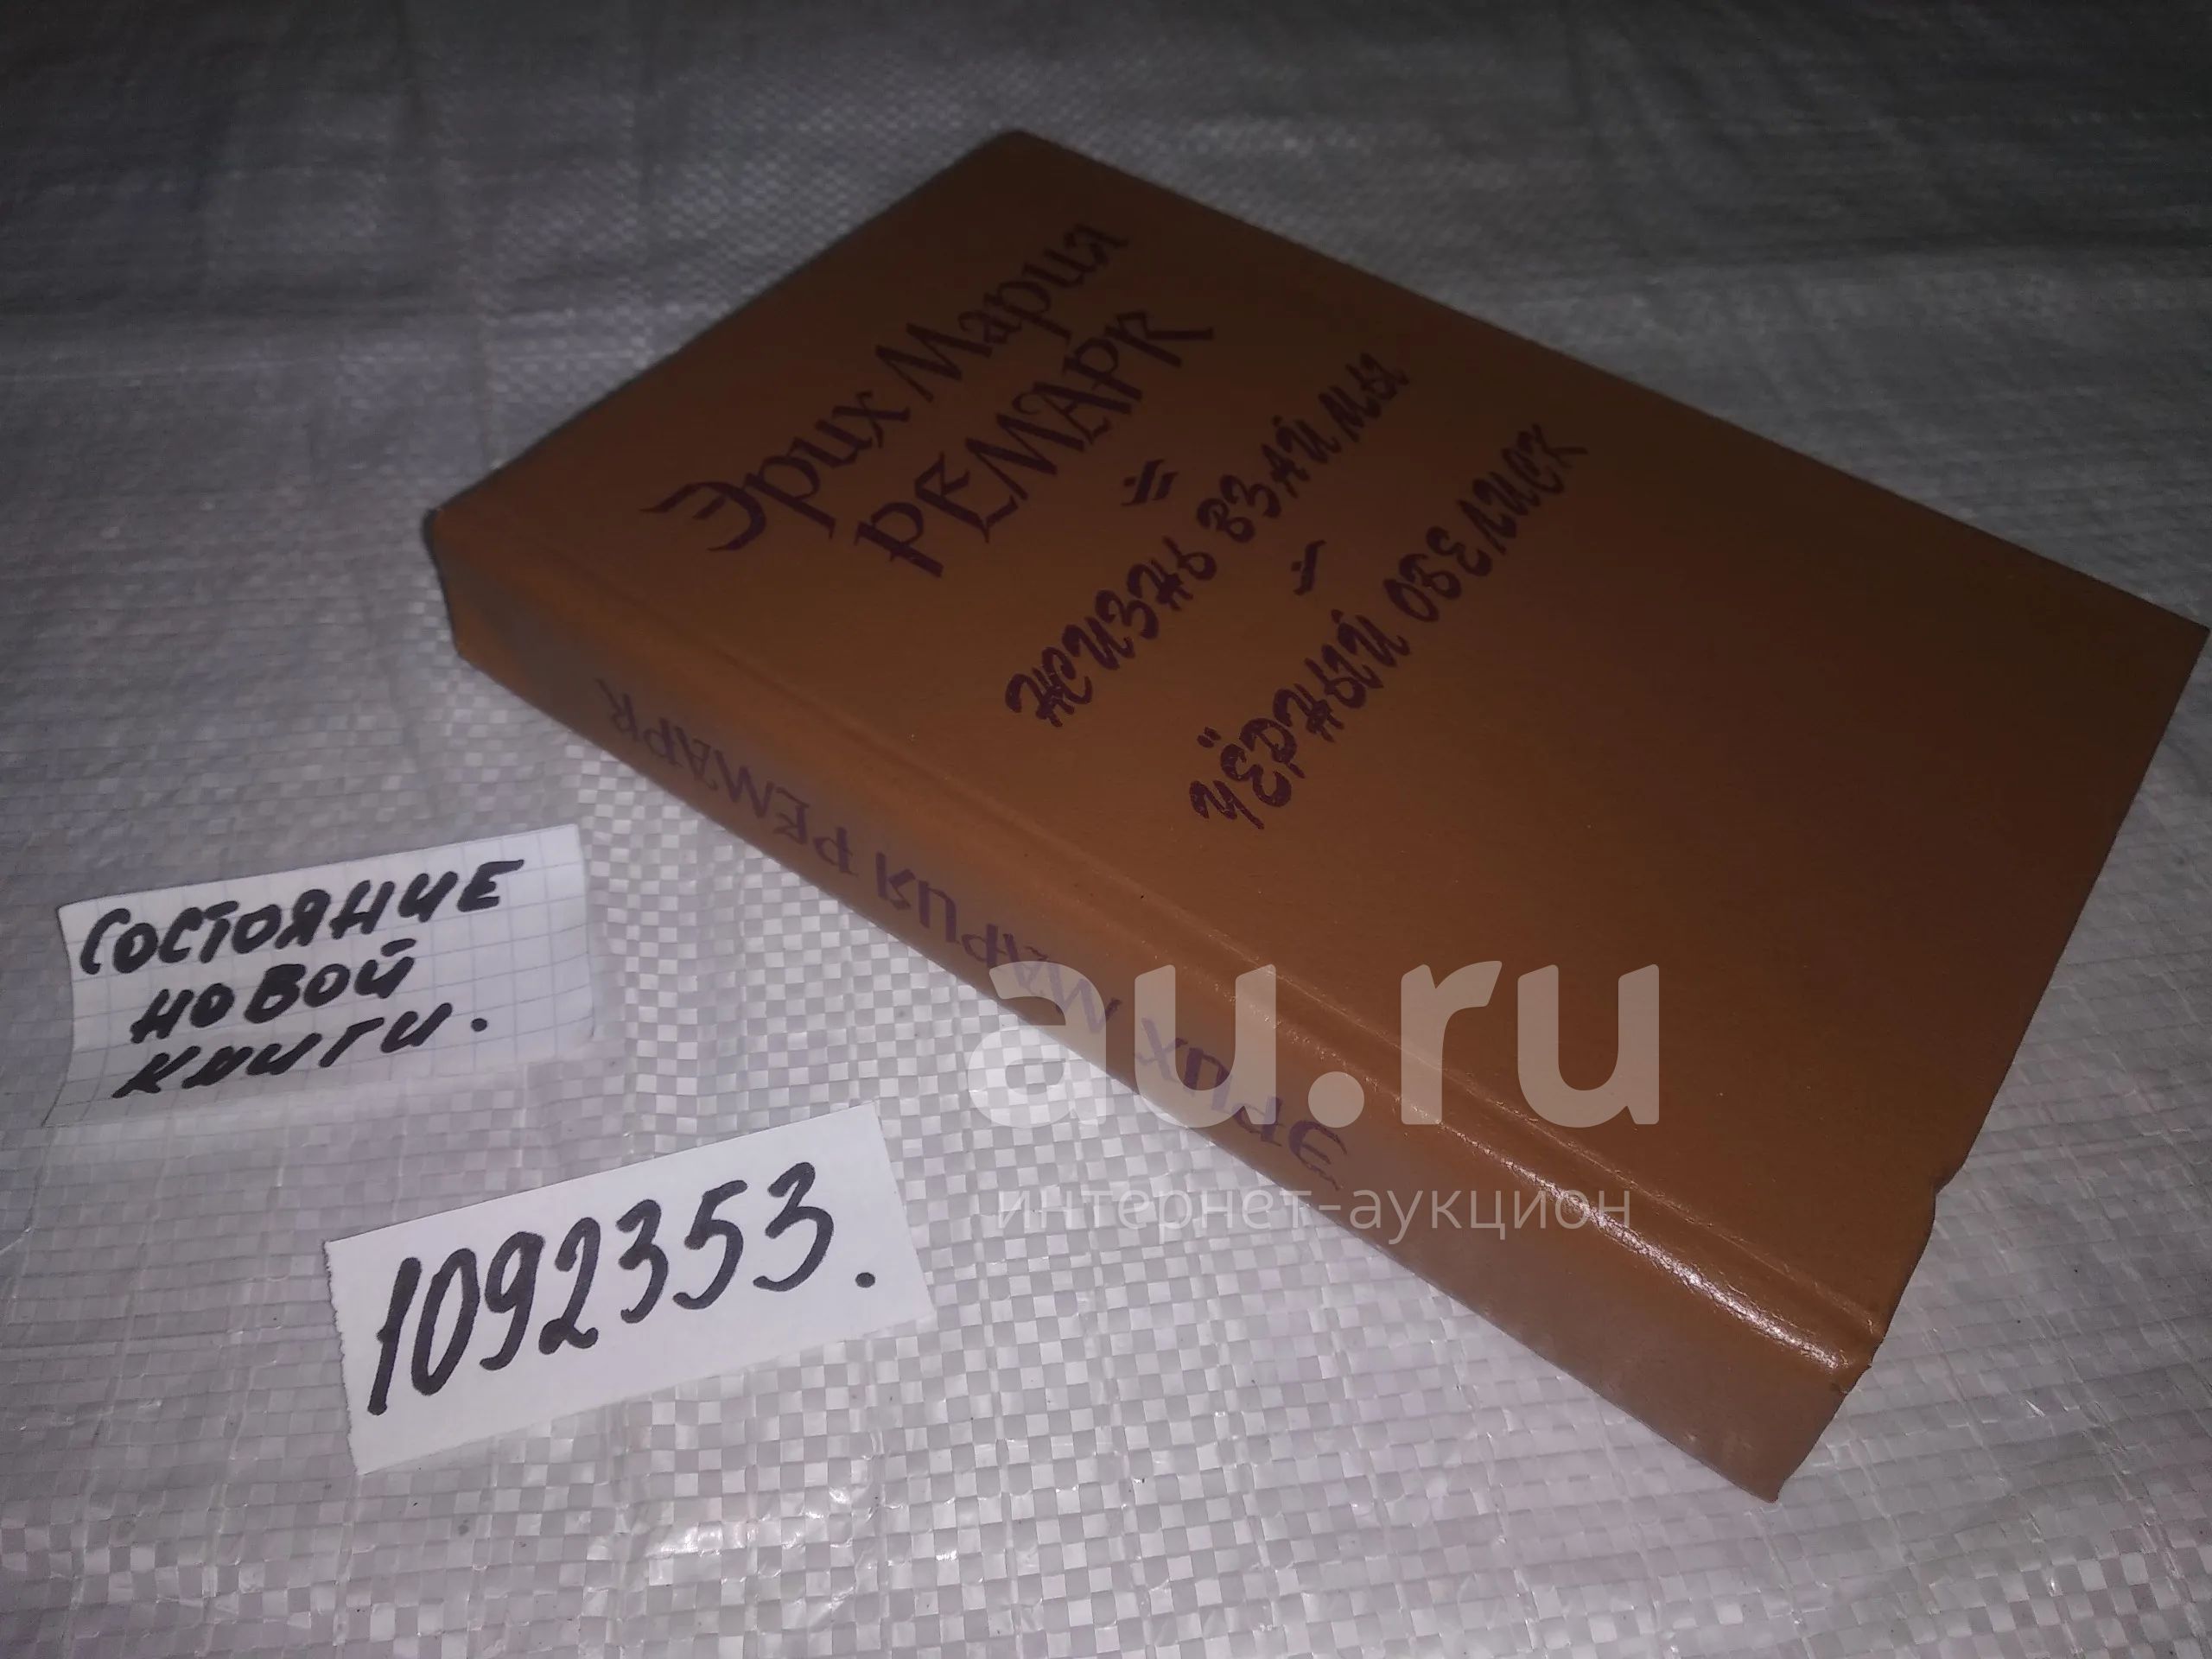 Эрих Мария
РЕМАРК
ЖИЗНЬ ВЗАЙМЫ
ЧЁРНЫЙ ОБЕЛИСК
ЭРИХ МАРИЯ РЕМАРК
СОСТОЯНИЕ
НОВОЙ
КНИГИ.
1092353.
au.ru
интернет-аукцион